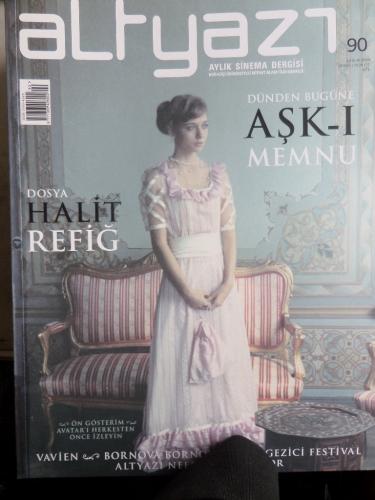 altyazı
90
AYLIK SİNEMA DERGİSİ
DÜNDEN BUGÜNE
AŞK-I
MEMNU
DOSYA
HALİT
REFİĞ
ÖN GÖSTERİM
AVATAR'I HERKESTEN
ÖNCE İZLEYİN
VAVİEN BORNOVA BORNO GEZİCİ FESTİVAL
ALTYAZI